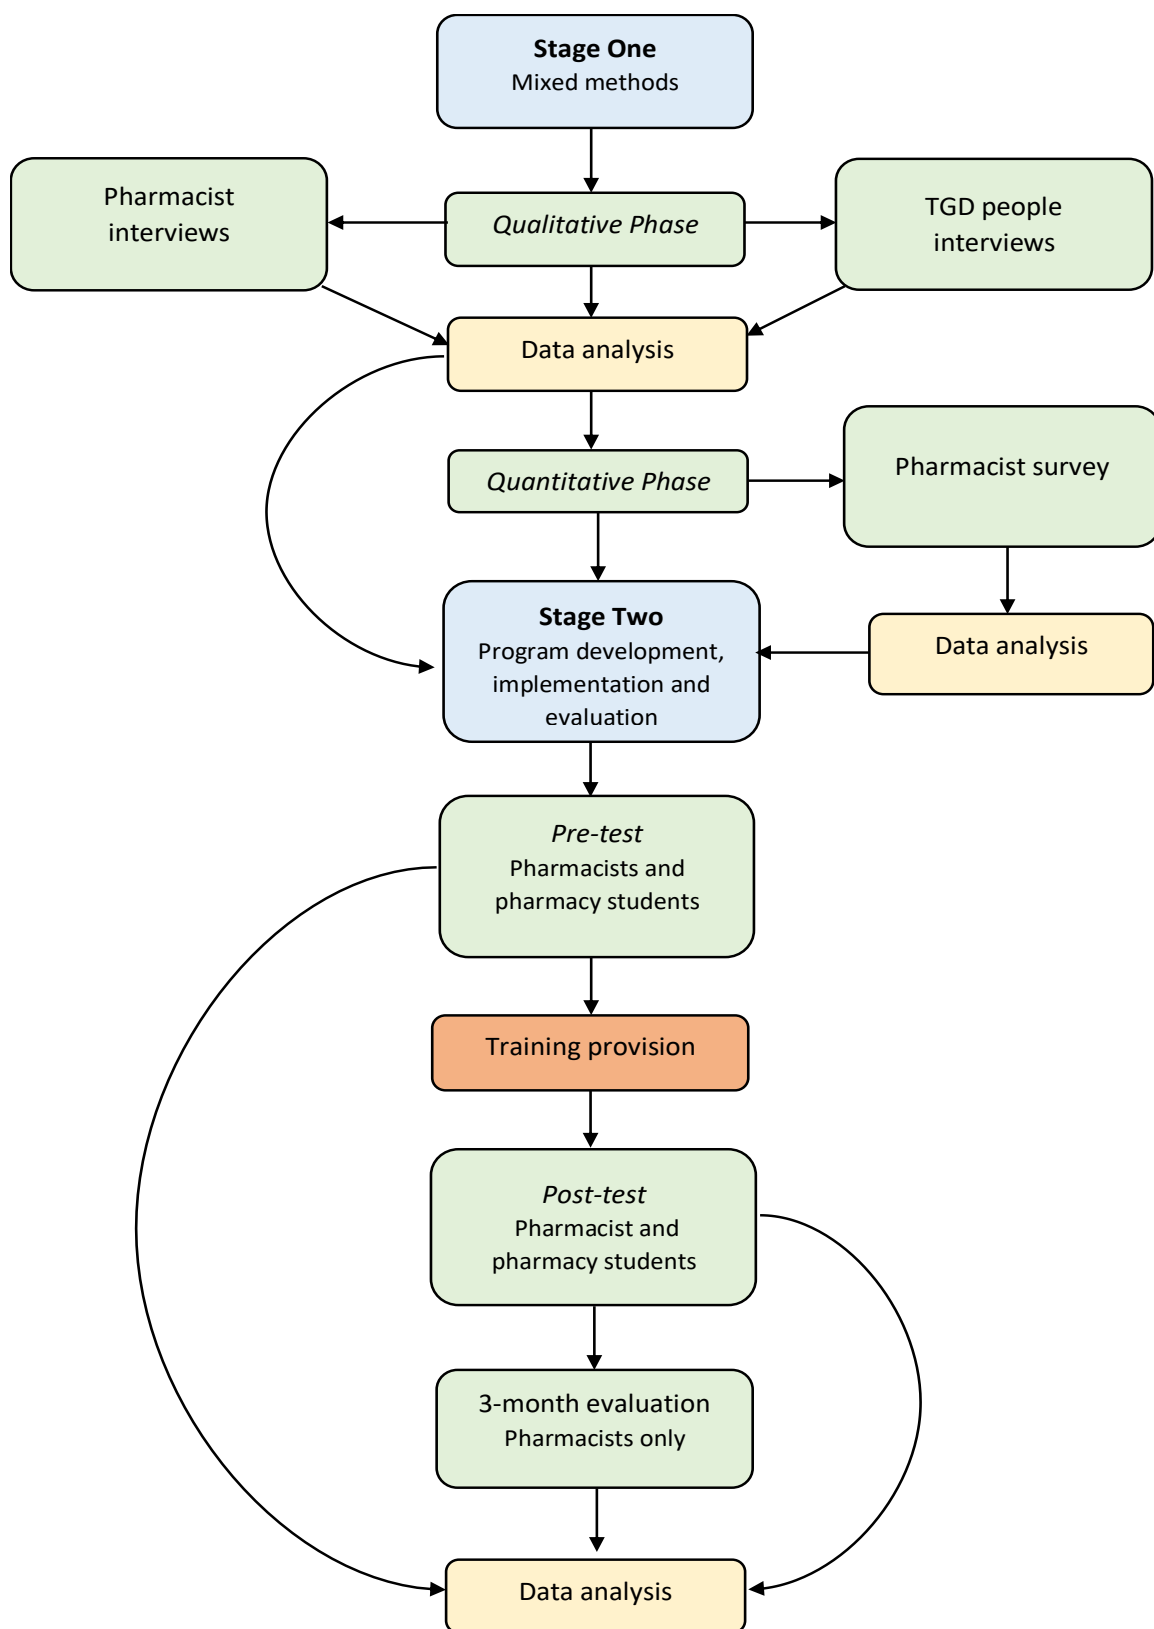 Stage One
Mixed methods
Pharmacist
interviews
Qualitative Phase
TGD people
interviews
Data analysis
Quantitative Phase
Pharmacist survey
Stage Two
Program development,
implementation and
evaluation
Data analysis
Pre-test
Pharmacists and
pharmacy students
Training provision
Post-test
Pharmacist and
pharmacy students
3-month evaluation
Pharmacists only
Data analysis